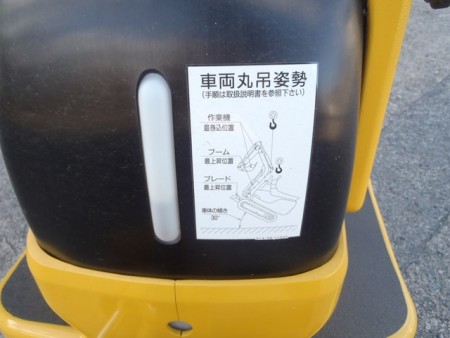 車両丸吊姿勢
（手順は取扱説明書を参照下さい）
作業機
最巻込位置
ブーム
最上昇位置
ブレード
最上昇位置
車体の傾き
30°